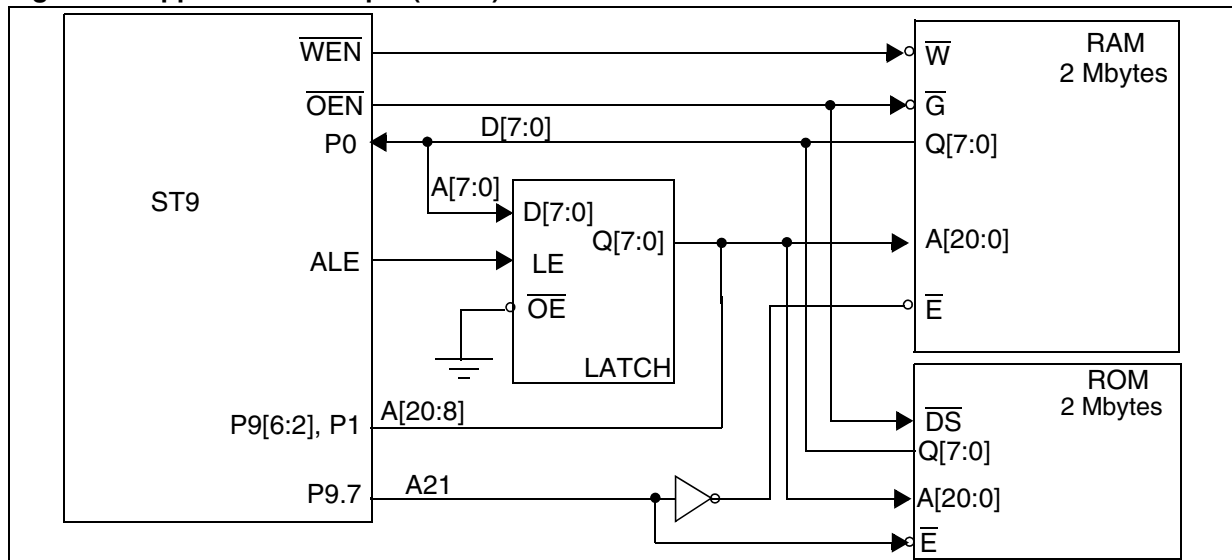 ST9
WEN
OEN
P0
ALE
P9[6:2], P1
P9.7
D[7:0]
A[7:0]
A[20:8]
A21
D[7:0]
Q[7:0]
LE
OE
LATCH
RAM
2 Mbytes
W
G
Q[7:0]
A[20:0]
E
ROM
2 Mbytes
DS
Q[7:0]
A[20:0]
E